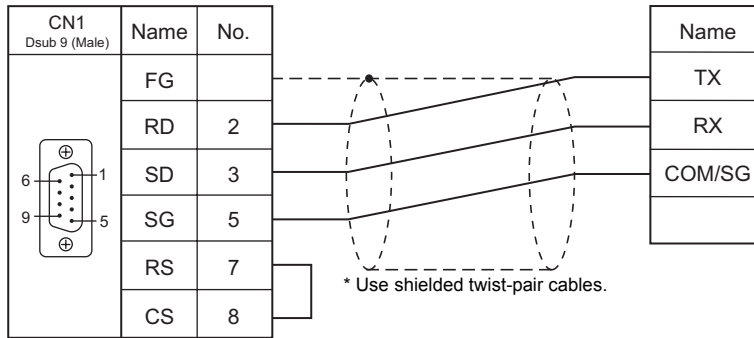 CN1
Dsub 9 (Male)
Name No.
FG
RD 2
SD 3
SG 5
RS 7
CS 8
6 1
9 5
* Use shielded twist-pair cables.
Name
TX
RX
COM/SG